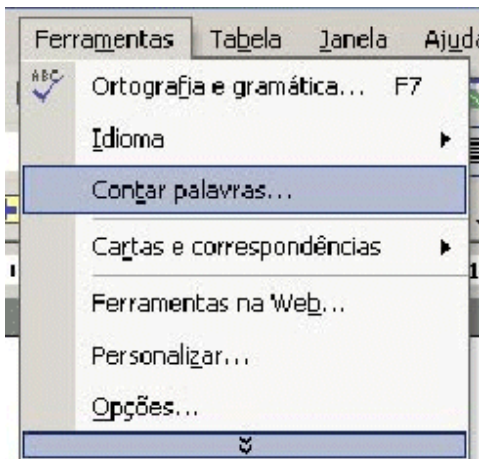 Ferramentas Tabela Janela Ajuda
ABC Ortografia e gramática... F7
Idioma
Contar palavras...
Cartas e correspondências
Ferramentas na Web...
Personalizar...
Opções...